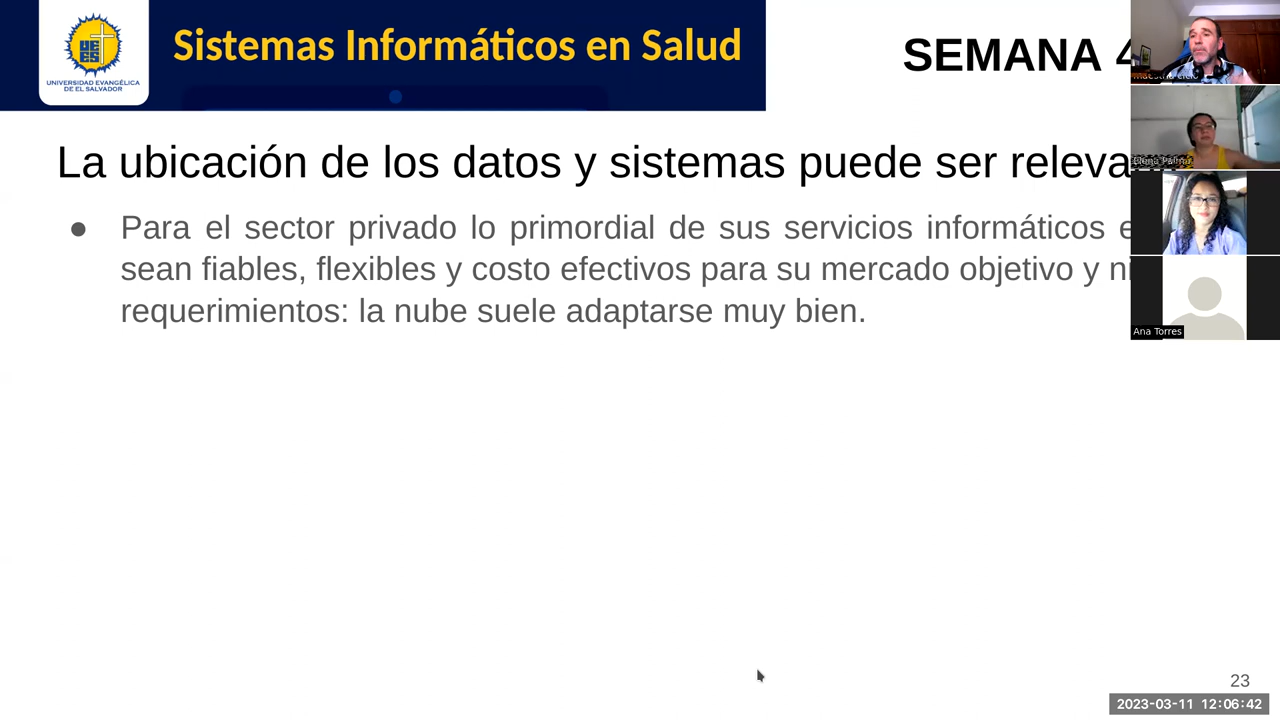 Sistemas Informáticos en Salud
UNIVERSIDAD EVANGÉLICA
DE EL SALVADOR
SEMANA 4
La ubicación de los datos y sistemas puede ser
Para el sector privado lo primordial de sus servicios informáticos
sean fiables, flexibles y costo efectivos para su mercado objetivo y
requerimientos: la nube suele adaptarse muy bien.
Elena Palma
Ana Torres
23
2023-03-11 12:06:42